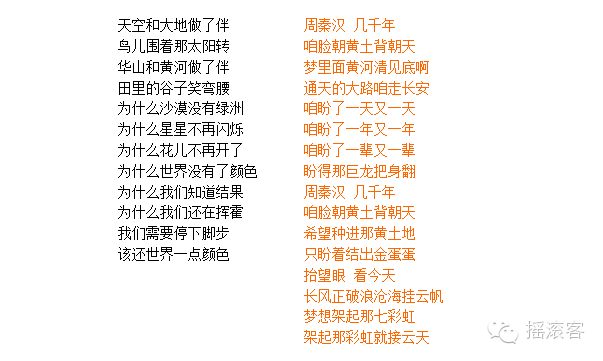 天空和大地做了伴
鸟儿围着那太阳转
华山和黄河做了伴
田里的谷子笑弯腰
为什么沙漠没有绿洲
为什么星星不再闪烁
为什么花儿不再开了
为什么世界没有了颜色
为什么我们知道结果
为什么我们还在挥霍
我们需要停下脚步
该还世界一点颜色
周秦汉 几千年
咱脸朝黄土背朝天
梦里面黄河清见底啊
通天的大路咱走长安
咱盼了一天又一天
咱盼了一年又一年
咱盼了一辈又一辈
盼得那巨龙把身翻
周秦汉 几千年
咱脸朝黄土背朝天
希望种进那黄土地
只盼着结出金蛋蛋
抬望眼 看今天
长风正破浪沧海挂云帆
梦想架起那七彩虹
架起那彩虹就接云天
摇滚客